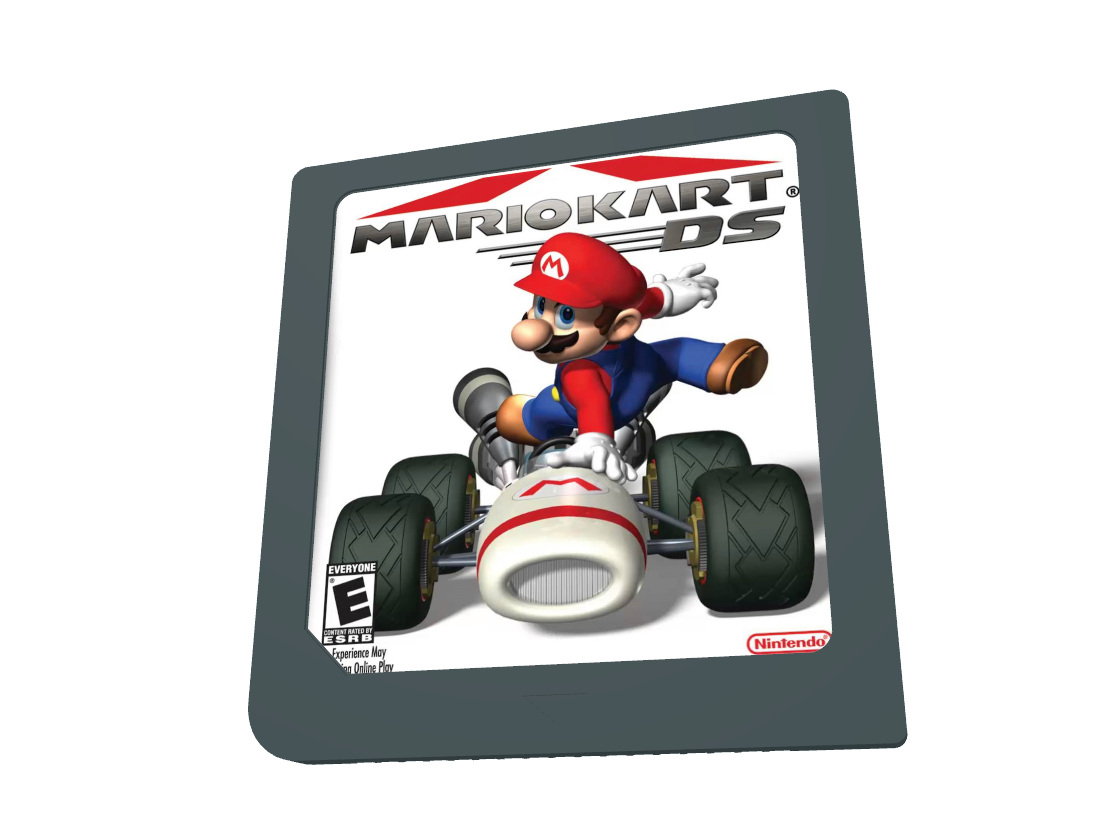 MARIOKART®
DS
M
M
EVERYONE
E
®
CONTENT RATED BY
ESRB
Experience May
Online Play
Nintendo®